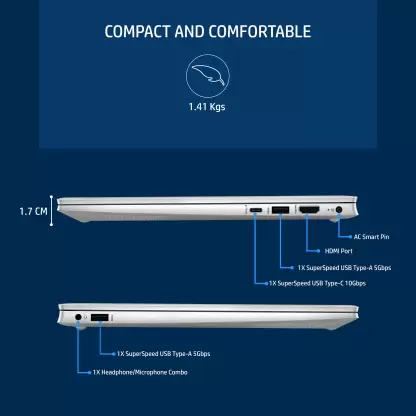 COMPACT AND COMFORTABLE
1.41 Kgs
1.7 CM
AC Smart Pin
HDMI Port
1X SuperSpeed USB Type-A 5Gbps
1X SuperSpeed USB Type-C 10Gbps
1X SuperSpeed USB Type-A 5Gbps
1X Headphone/Microphone Combo